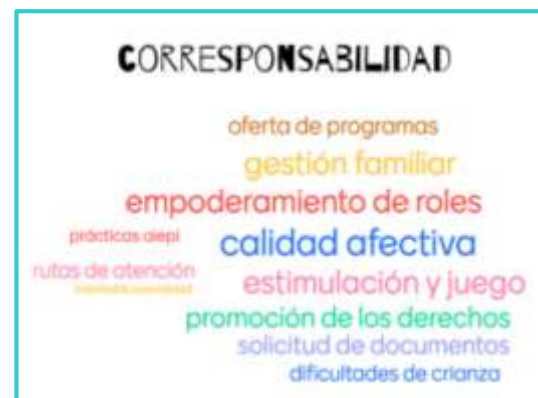 CORRESPONSABILIDAD
oferta de programas
gestión familiar
empoderamiento de roles
prácticas aiepi
calidad afectiva
rutas de atención
estimulación y juego
promoción de los derechos
solicitud de documentos
dificultades de crianza